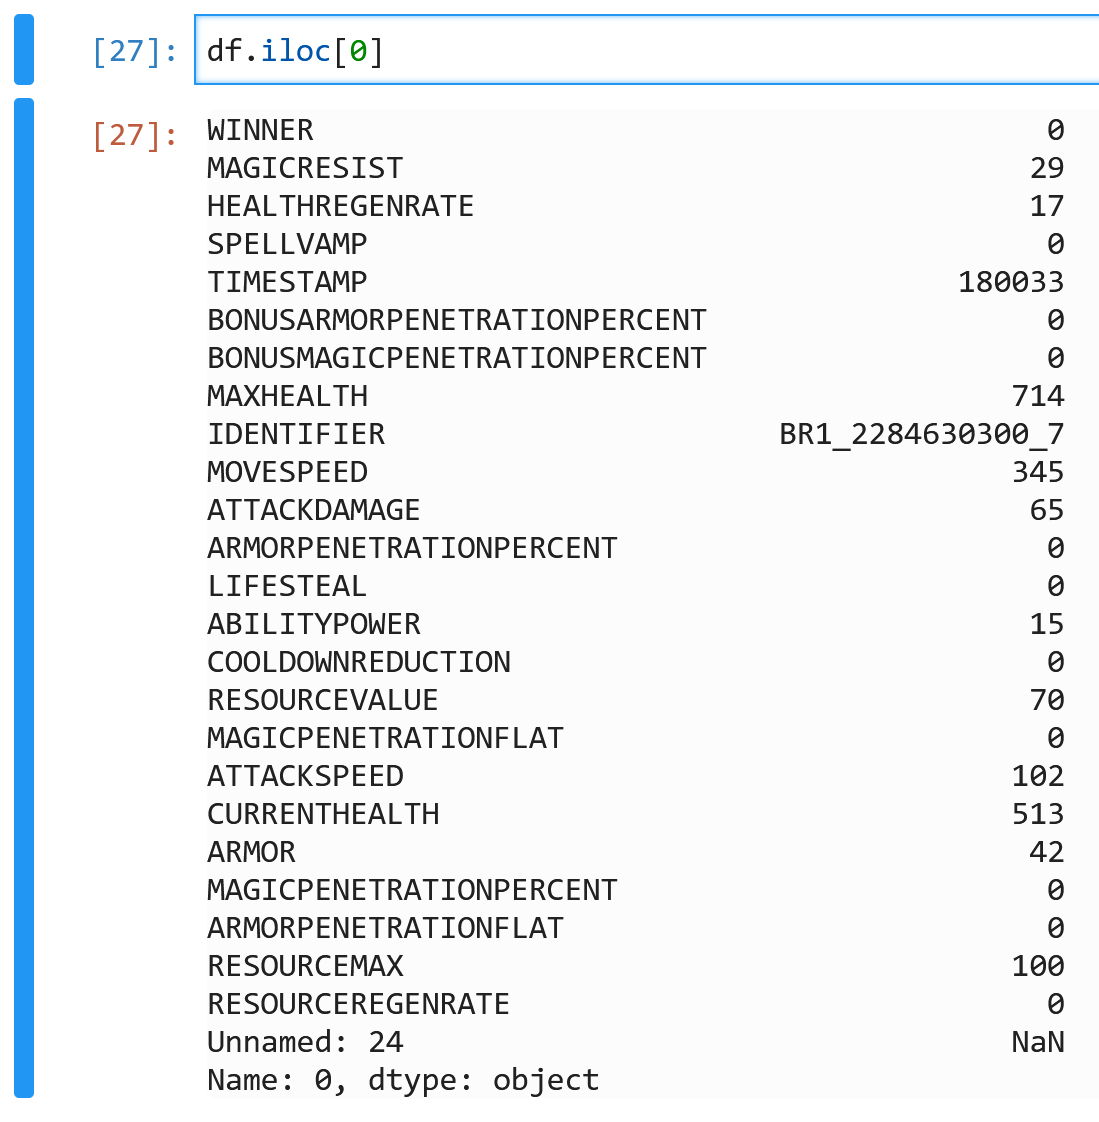 [27]: df.iloc[0]
[27]: WINNER 0
MAGICRESIST 29
HEALTHREGENRATE 17
SPELLVAMP 0
TIMESTAMP 180033
BONUSARMORPENETRATIONPERCENT 0
BONUSMAGICPENETRATIONPERCENT 0
MAXHEALTH 714
IDENTIFIER BR1_2284630300_7
MOVESPEED 345
ATTACKDAMAGE 65
ARMORPENETRATIONPERCENT 0
LIFESTEAL 0
ABILITYPOWER 15
COOLDOWNREDUCTION 0
RESOURCEVALUE 70
MAGICPENETRATIONFLAT 0
ATTACKSPEED 102
CURRENTHEALTH 513
ARMOR 42
MAGICPENETRATIONPERCENT 0
ARMORPENETRATIONFLAT 0
RESOURCEMAX 100
RESOURCEREGENRATE 0
Unnamed: 24 NaN
Name: 0, dtype: object